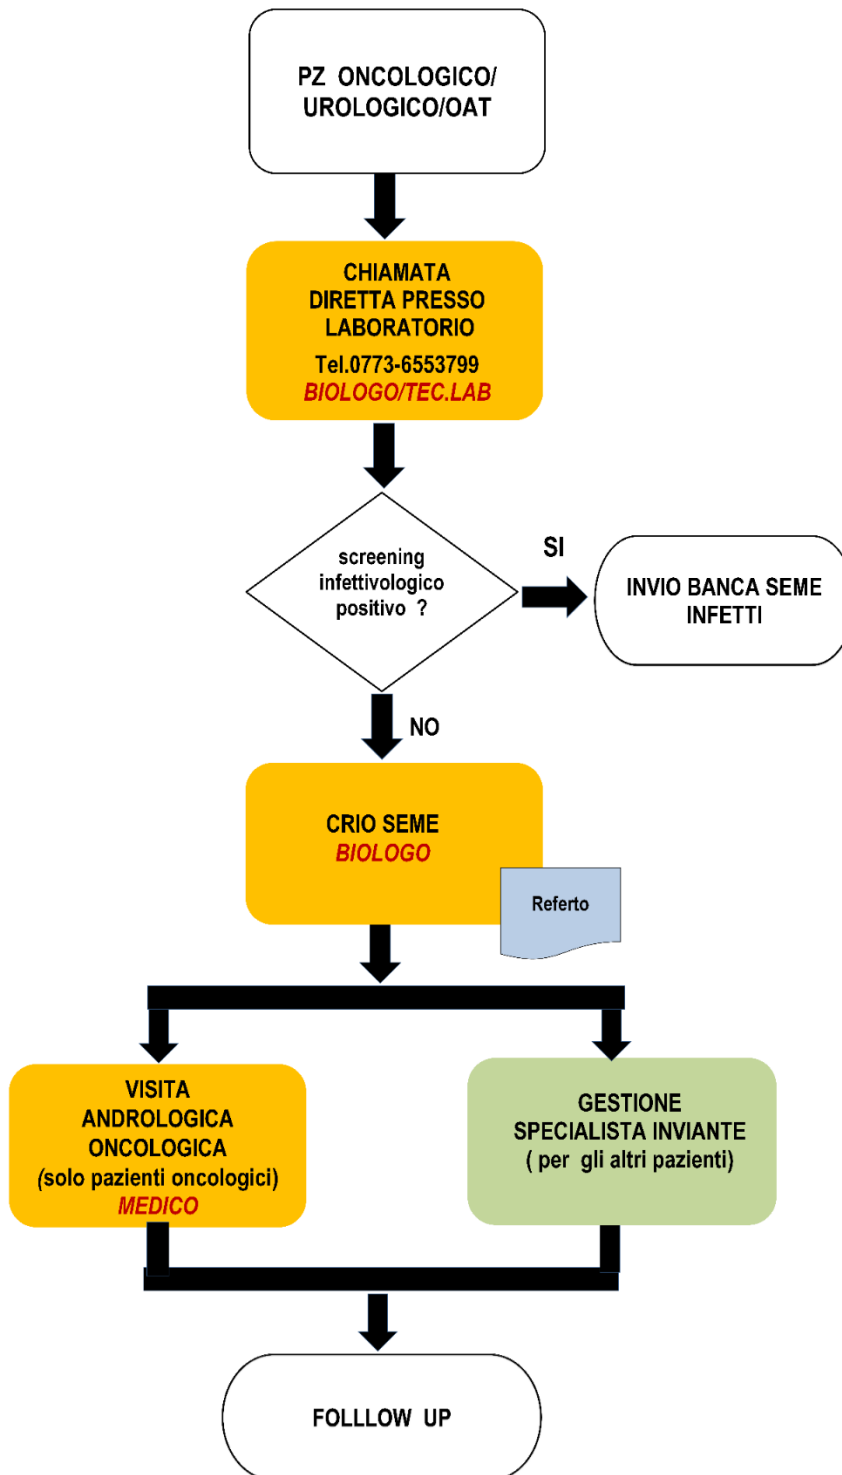 PZ ONCOLOGICO/
UROLOGICO/OAT
CHIAMATA
DIRETTA PRESSO
LABORATORIO
Tel.0773-6553799
BIOLOGO/TEC.LAB
screening
infettivologico
positivo ?
SI
INVIO BANCA SEME
INFETTI
NO
CRIO SEME
BIOLOGO
Referto
VISITA
ANDROLOGICA
ONCOLOGICA
(solo pazienti oncologici)
MEDICO
GESTIONE
SPECIALISTA INVIANTE
( per gli altri pazienti)
FOLLLOW UP